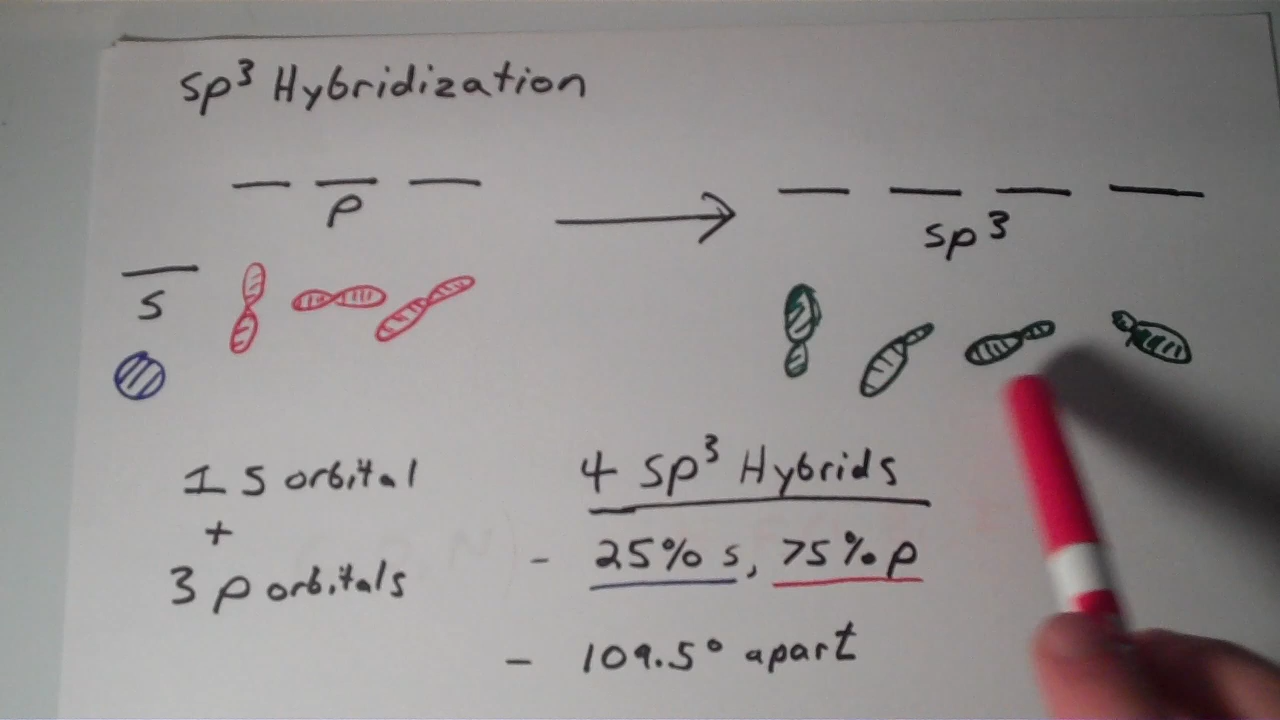 sp³ Hybridization
p
sp³
s
1 s orbital
+
3 p orbitals
4 sp³ Hybrids
- 25% s, 75% p
- 109.5° apart